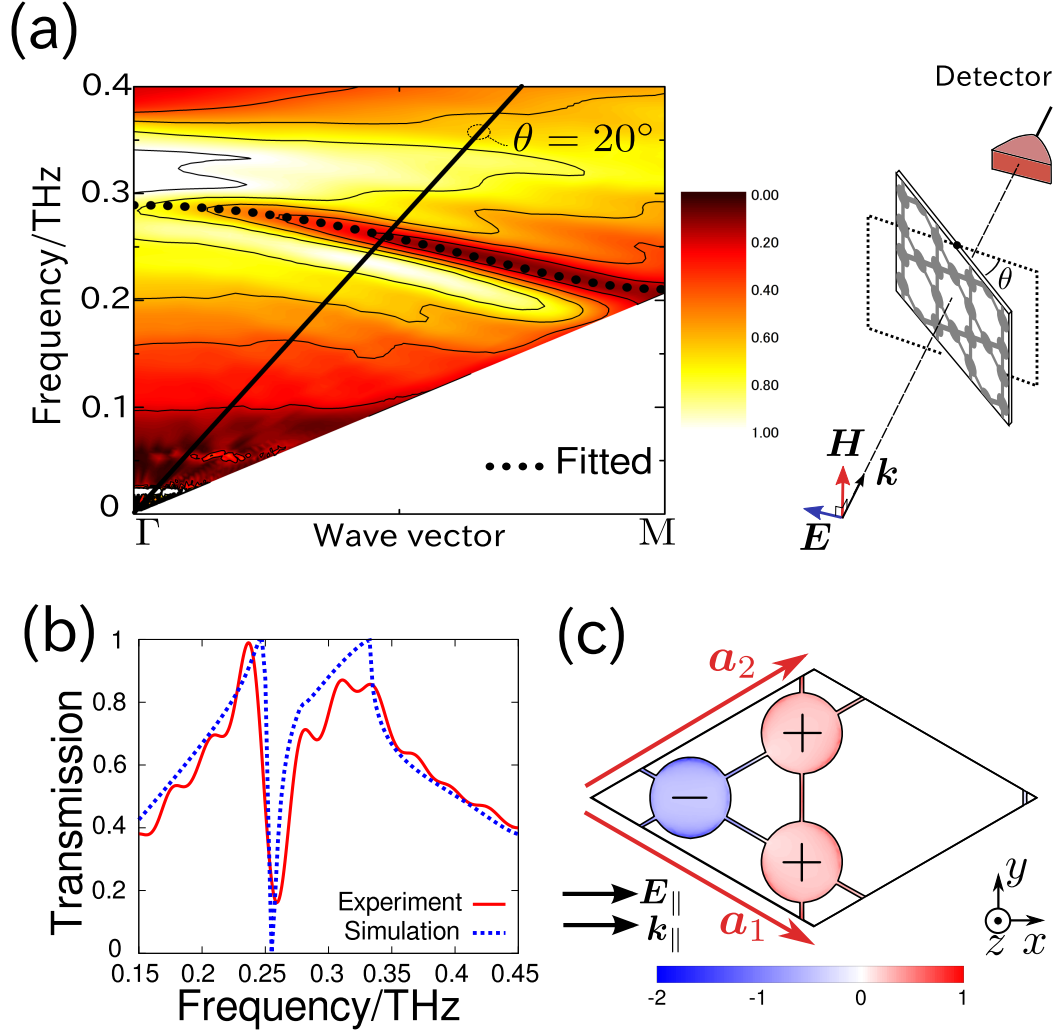 (a)
0.4
0.3
0.2
0.1
0
Frequency/THz
θ = 20°
Fitted
Γ
Wave vector
M
0.00
0.20
0.40
0.60
0.80
1.00
Detector
θ
H
k
E
(b)
1
0.8
0.6
0.4
0.2
0
Transmission
Experiment
Simulation
0.15
0.2
0.25
0.3
0.35
0.4
0.45
Frequency/THz
(c)
a₂
+
−
+
E∥
k∥
a₁
y
z
x
-2
-1
0
1